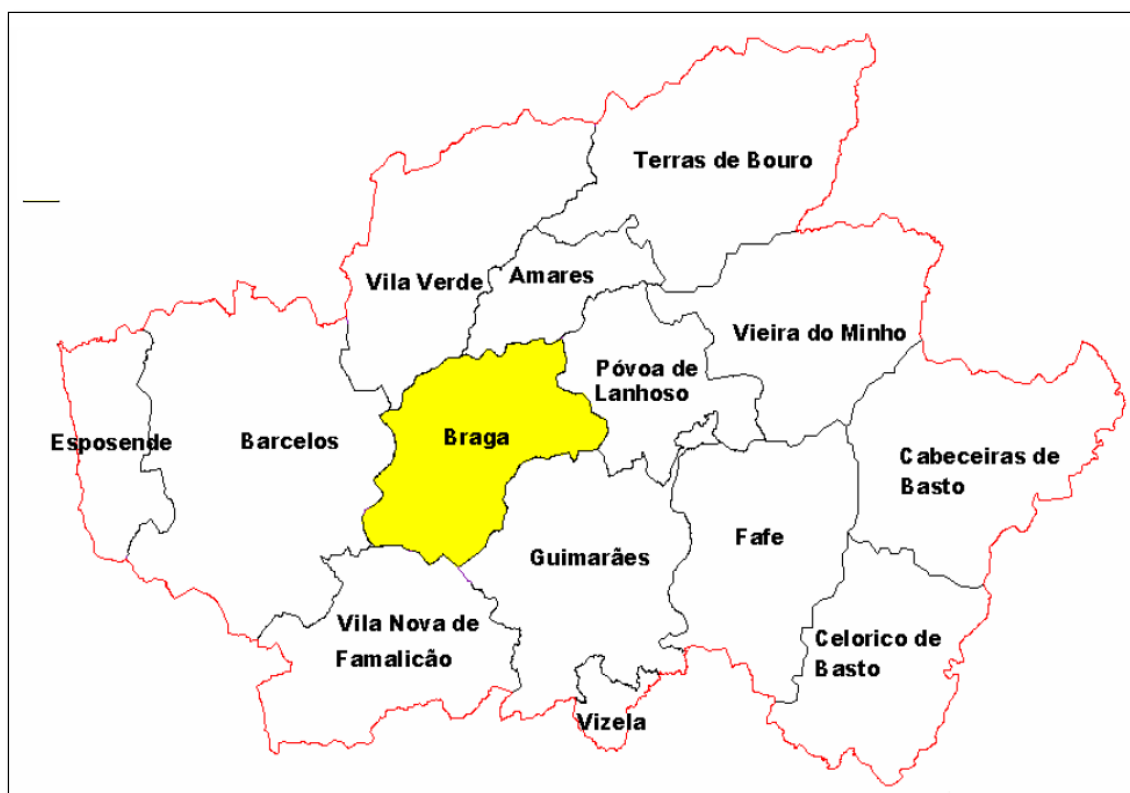 Terras de Bouro
Vila Verde
Amares
Vieira do Minho
Póvoa de
Lanhoso
Esposende
Barcelos
Braga
Cabeceiras de
Basto
Guimarães
Fafe
Vila Nova de
Famalicão
Celorico de
Basto
Vizela